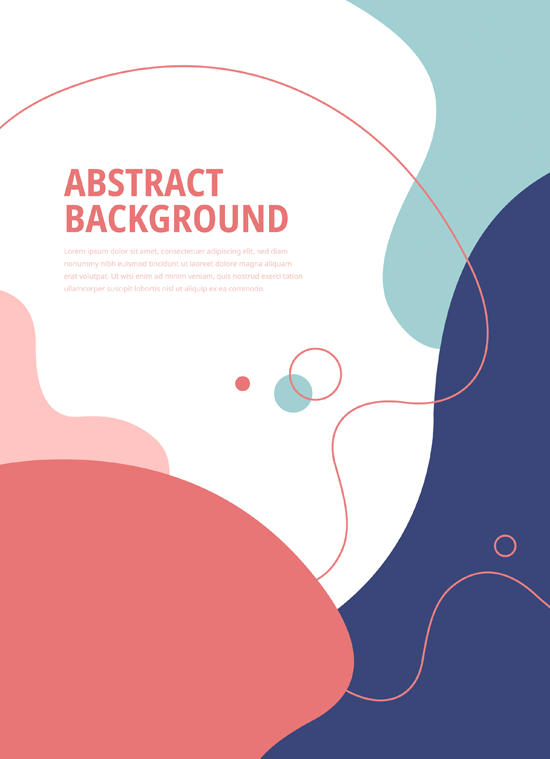 ABSTRACT
BACKGROUND
Lorem ipsum dolor sit amet, consectetuer adipiscing elit, sed diam
nonummy nibh euismod tincidunt ut laoreet dolore magna aliquam
erat volutpat. Ut wisi enim ad minim veniam, quis nostrud exerci tation
ullamcorper suscipit lobortis nisl ut aliquip ex ea commodo.